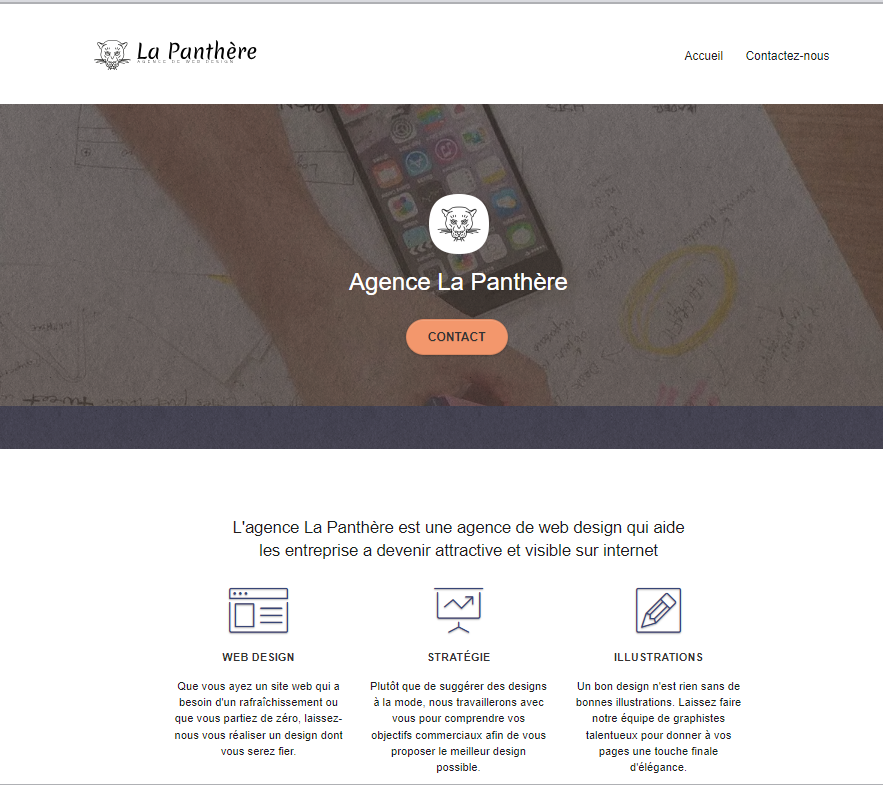 La Panthère
AGENCE DE WEB DESIGN
Accueil
Contactez-nous
Agence La Panthère
CONTACT
L'agence La Panthère est une agence de web design qui aide
les entreprise a devenir attractive et visible sur internet
WEB DESIGN
Que vous ayez un site web qui a
besoin d'un rafraîchissement ou
que vous partiez de zéro, laissez-
nous vous réaliser un design dont
vous serez fier.
STRATÉGIE
Plutôt que de suggérer des designs
à la mode, nous travaillerons avec
vous pour comprendre vos
objectifs commerciaux afin de vous
proposer le meilleur design
possible.
ILLUSTRATIONS
Un bon design n'est rien sans de
bonnes illustrations. Laissez faire
notre équipe de graphistes
talentueux pour donner à vos
pages une touche finale
d'élégance.